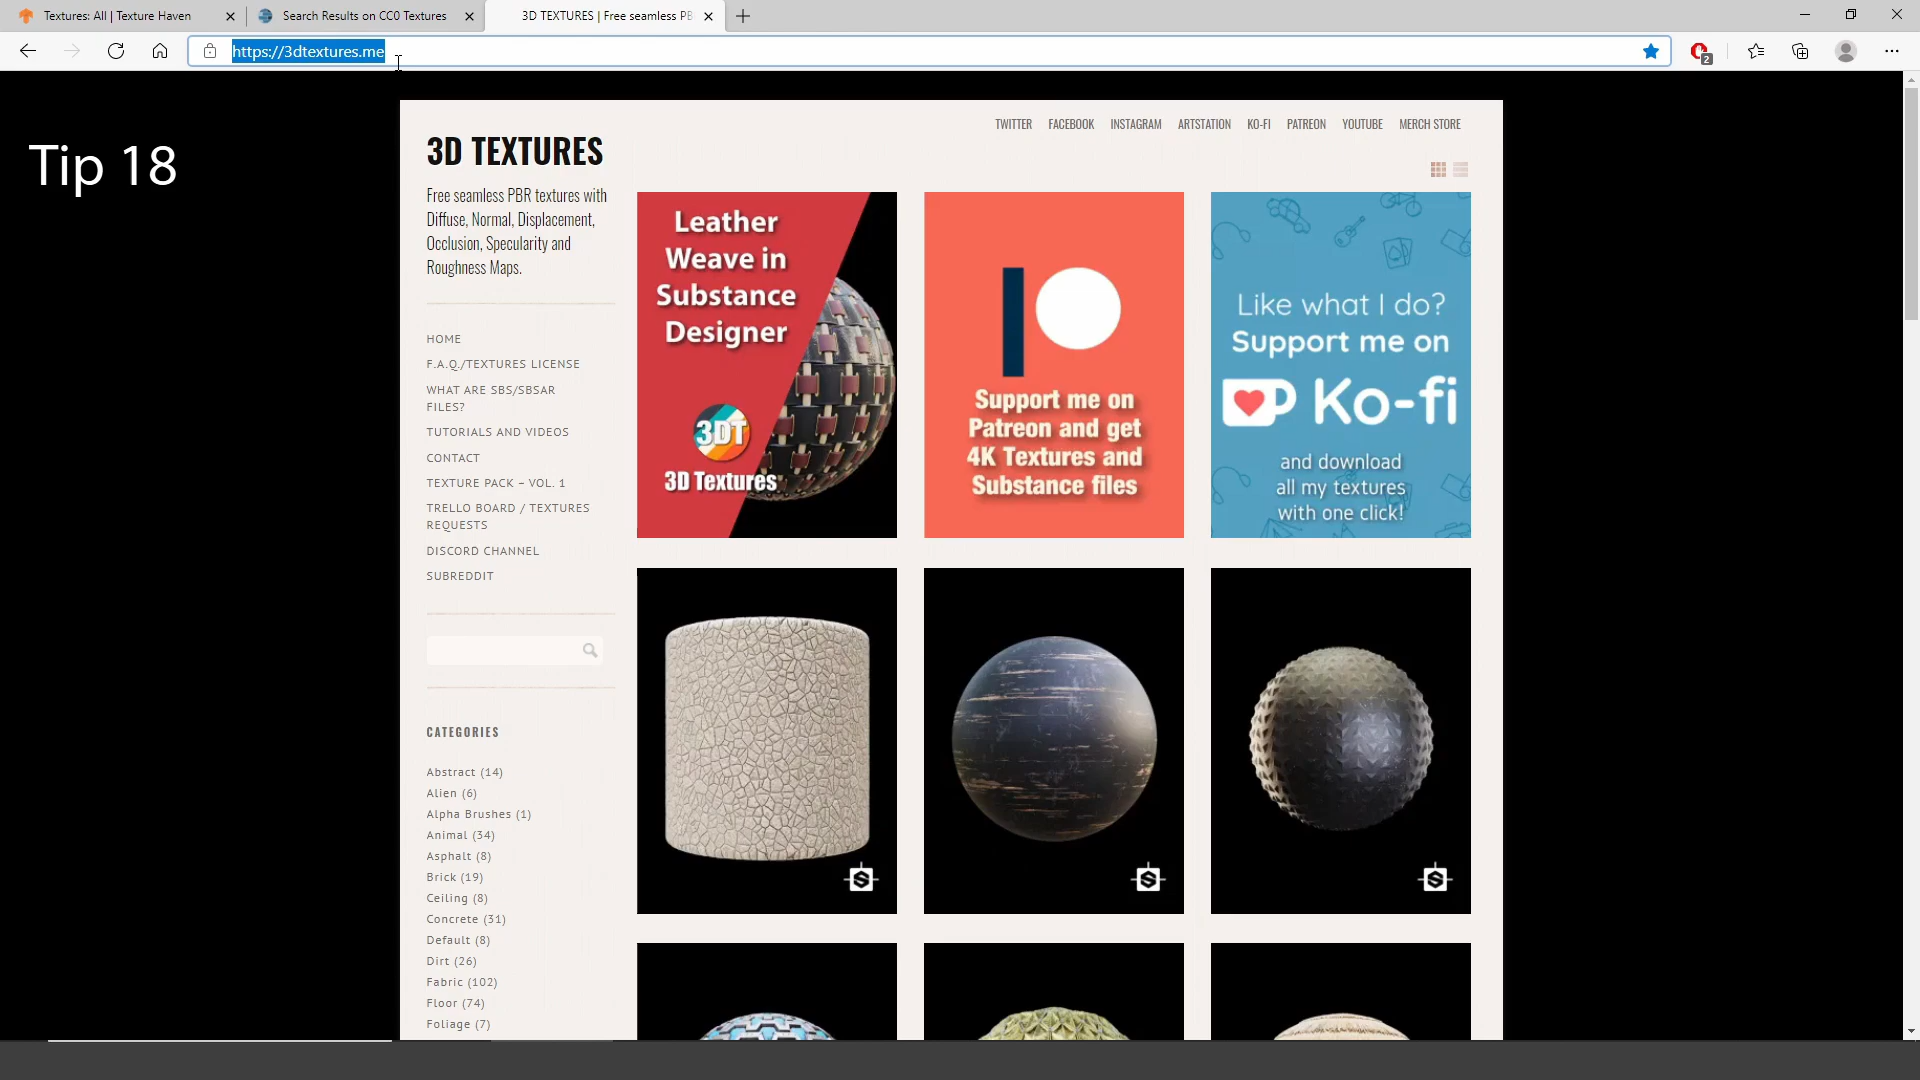 Textures: All | Texture Haven
Search Results on CC0 Textures
3D TEXTURES | Free seamless PB
https://3dtextures.me
2
Tip 18
TWITTER FACEBOOK INSTAGRAM ARTSTATION KO-FI PATREON YOUTUBE MERCH STORE
3D TEXTURES
Free seamless PBR textures with
Diffuse, Normal, Displacement,
Occlusion, Specularity and
Roughness Maps.
HOME
F.A.Q./TEXTURES LICENSE
WHAT ARE SBS/SBSAR
FILES?
TUTORIALS AND VIDEOS
CONTACT
TEXTURE PACK – VOL. 1
TRELLO BOARD / TEXTURES
REQUESTS
DISCORD CHANNEL
SUBREDDIT
CATEGORIES
Abstract (14)
Alien (6)
Alpha Brushes (1)
Animal (34)
Asphalt (8)
Brick (19)
Ceiling (8)
Concrete (31)
Default (8)
Dirt (26)
Fabric (102)
Floor (74)
Foliage (7)
Leather
Weave in
Substance
Designer
3DT
3D Textures
Support me on
Patreon and get
4K Textures and
Substance files
Like what I do?
Support me on
Ko-fi
and download
all my textures
with one click!